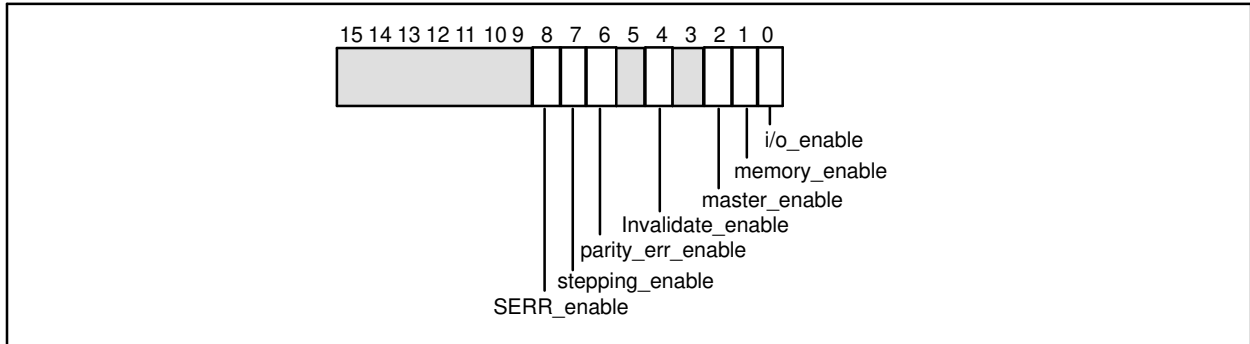 15 14 13 12 11 10 9 8 7 6 5 4 3 2 1 0
i/o_enable
memory_enable
master_enable
Invalidate_enable
parity_err_enable
stepping_enable
SERR_enable